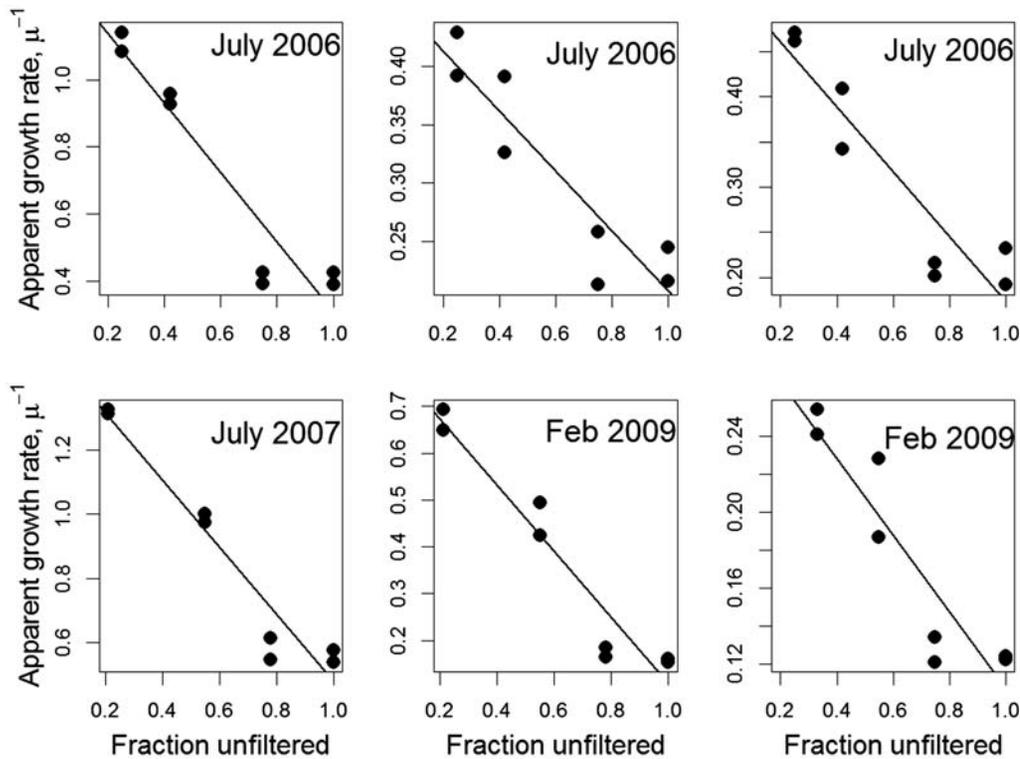 Apparent growth rate, μ⁻¹
1.0
0.8
0.6
0.4
July 2006
0.2 0.4 0.6 0.8 1.0
0.40
0.35
0.30
0.25
July 2006
0.2 0.4 0.6 0.8 1.0
0.40
0.30
0.20
July 2006
0.2 0.4 0.6 0.8 1.0
Apparent growth rate, μ⁻¹
1.2
1.0
0.8
0.6
July 2007
0.2 0.4 0.6 0.8 1.0
Fraction unfiltered
0.7
0.6
0.5
0.4
0.3
0.2
Feb 2009
0.2 0.4 0.6 0.8 1.0
Fraction unfiltered
0.24
0.20
0.16
0.12
Feb 2009
0.2 0.4 0.6 0.8 1.0
Fraction unfiltered